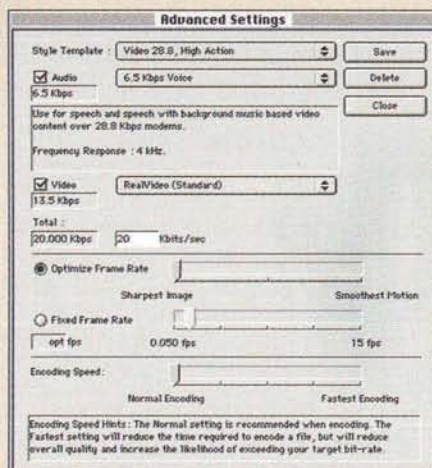 Advanced Settings
Style Template : Video 28.8, High Action Save
Audio 6.5 Kbps Voice Delete
6.5 Kbps
Close
Use for speech and speech with background music based video
content over 28.8 Kbps modems.
Frequency Response : 4 kHz.
Video RealVideo (Standard)
13.5 Kbps
Total :
20.000 Kbps 20 Kbits/sec
Optimize Frame Rate
Sharpest Image Smoothest Motion
Fixed Frame Rate
opt fps 0.050 fps 15 fps
Encoding Speed:
Normal Encoding Fastest Encoding
Encoding Speed Hints : The Normal setting is recommended when encoding. The
Fastest setting will reduce the time required to encode a file, but will reduce
overall quality and increase the likelihood of exceeding your target bit-rate.